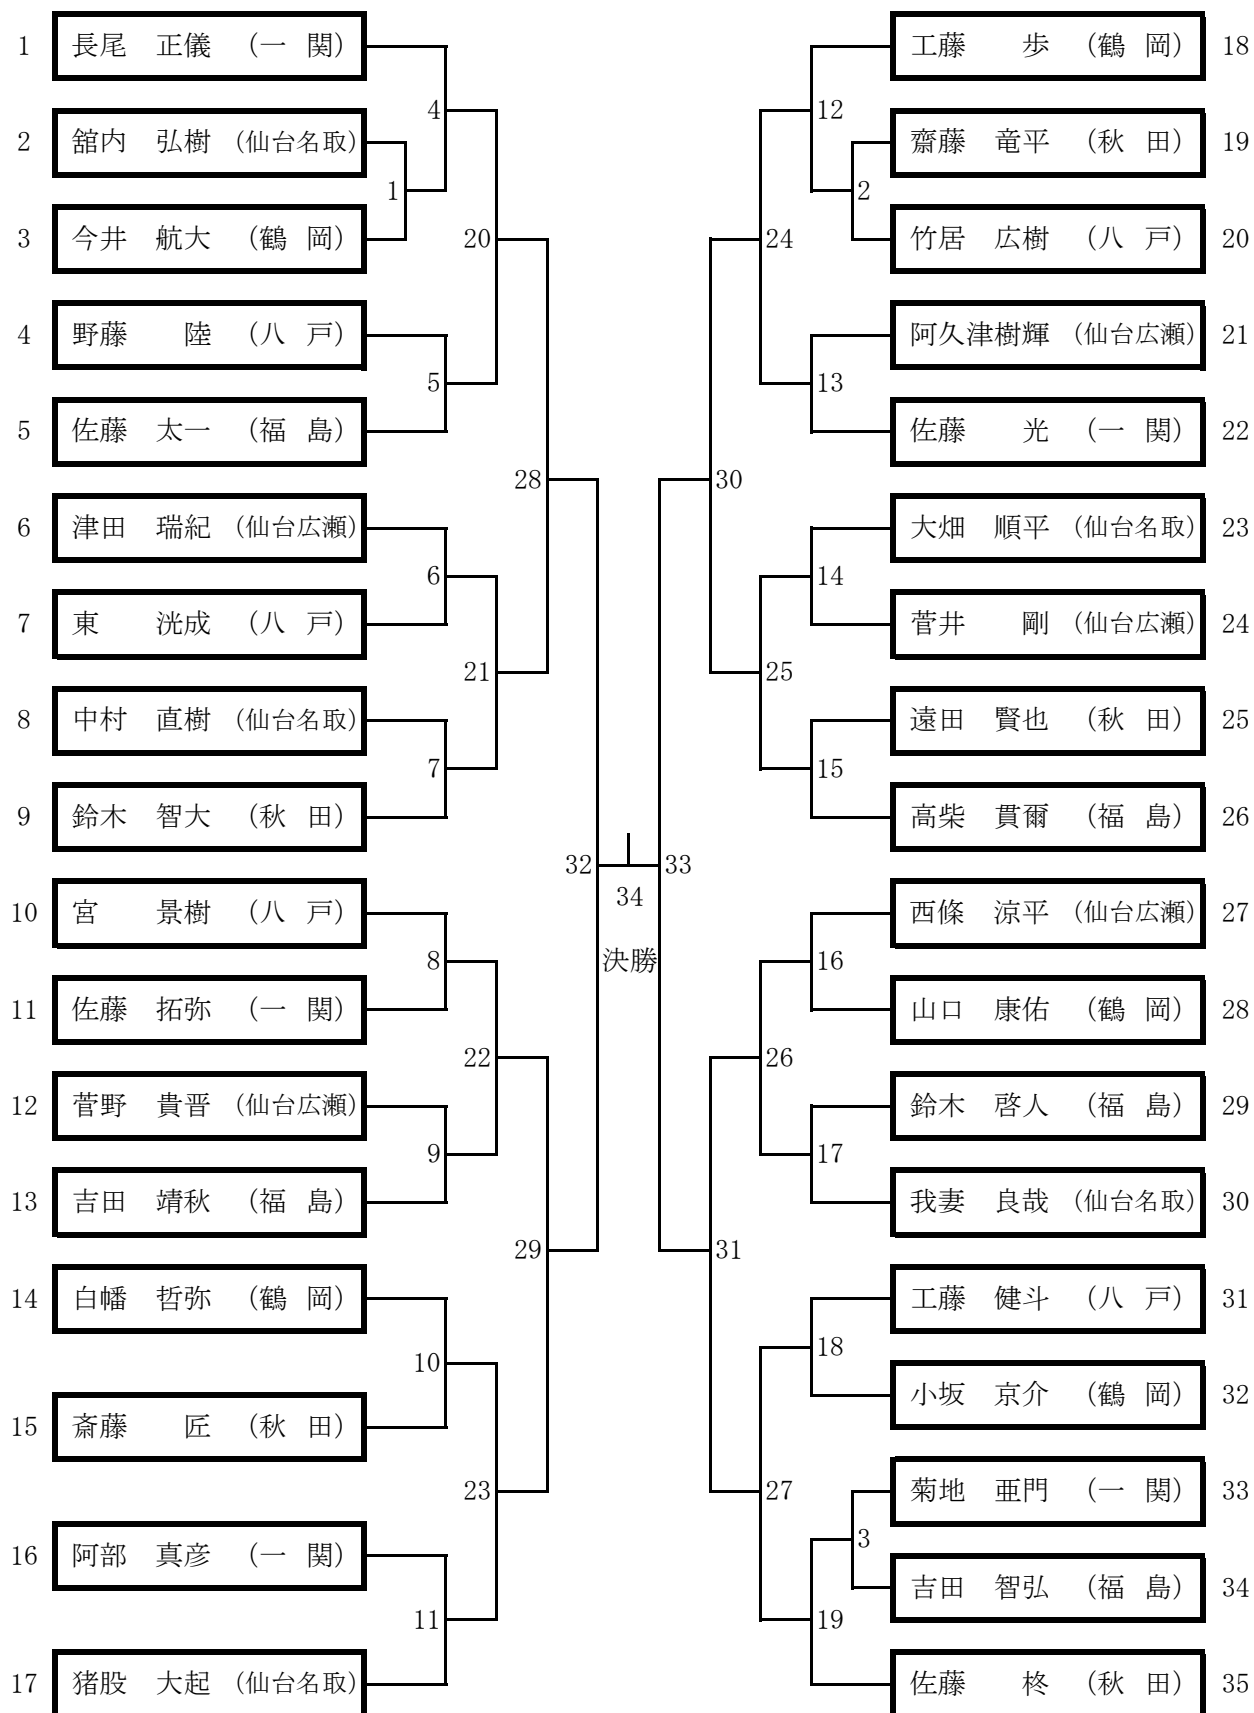 1 長尾 正儀 (一 関)
2 舘内 弘樹 (仙台名取)
3 今井 航大 (鶴 岡)
4 野藤 陸 (八 戸)
5 佐藤 太一 (福 島)
6 津田 瑞紀 (仙台広瀬)
7 東 洸成 (八 戸)
8 中村 直樹 (仙台名取)
9 鈴木 智大 (秋 田)
10 宮 景樹 (八 戸)
11 佐藤 拓弥 (一 関)
12 菅野 貴晋 (仙台広瀬)
13 吉田 靖秋 (福 島)
14 白幡 哲弥 (鶴 岡)
15 斎藤 匠 (秋 田)
16 阿部 真彦 (一 関)
17 猪股 大起 (仙台名取)
1
4
5
6
7
8
9
10
11
20
21
22
23
28
29
32
34
決勝
33
30
31
24
25
26
27
12
2
13
14
15
16
17
18
3
19
工藤 歩 (鶴 岡) 18
齋藤 竜平 (秋 田) 19
竹居 広樹 (八 戸) 20
阿久津樹輝 (仙台広瀬) 21
佐藤 光 (一 関) 22
大畑 順平 (仙台名取) 23
菅井 剛 (仙台広瀬) 24
遠田 賢也 (秋 田) 25
高柴 貫爾 (福 島) 26
西條 涼平 (仙台広瀬) 27
山口 康佑 (鶴 岡) 28
鈴木 啓人 (福 島) 29
我妻 良哉 (仙台名取) 30
工藤 健斗 (八 戸) 31
小坂 京介 (鶴 岡) 32
菊地 亜門 (一 関) 33
吉田 智弘 (福 島) 34
佐藤 柊 (秋 田) 35